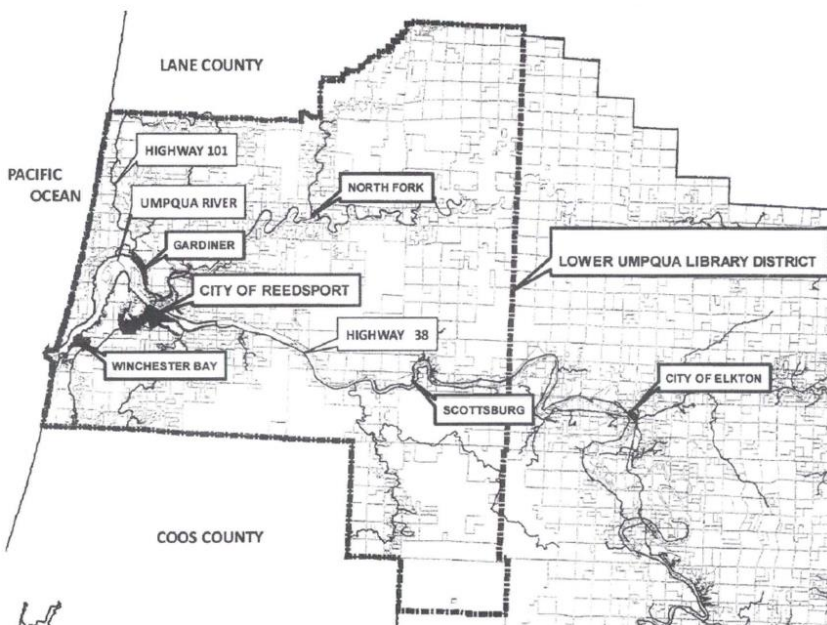 LANE COUNTY
HIGHWAY 101
PACIFIC
OCEAN
NORTH FORK
UMPQUA RIVER
GARDINER
LOWER UMPQUA LIBRARY DISTRICT
CITY OF REEDSPORT
HIGHWAY 38
WINCHESTER BAY
CITY OF ELKTON
SCOTTSBURG
COOS COUNTY